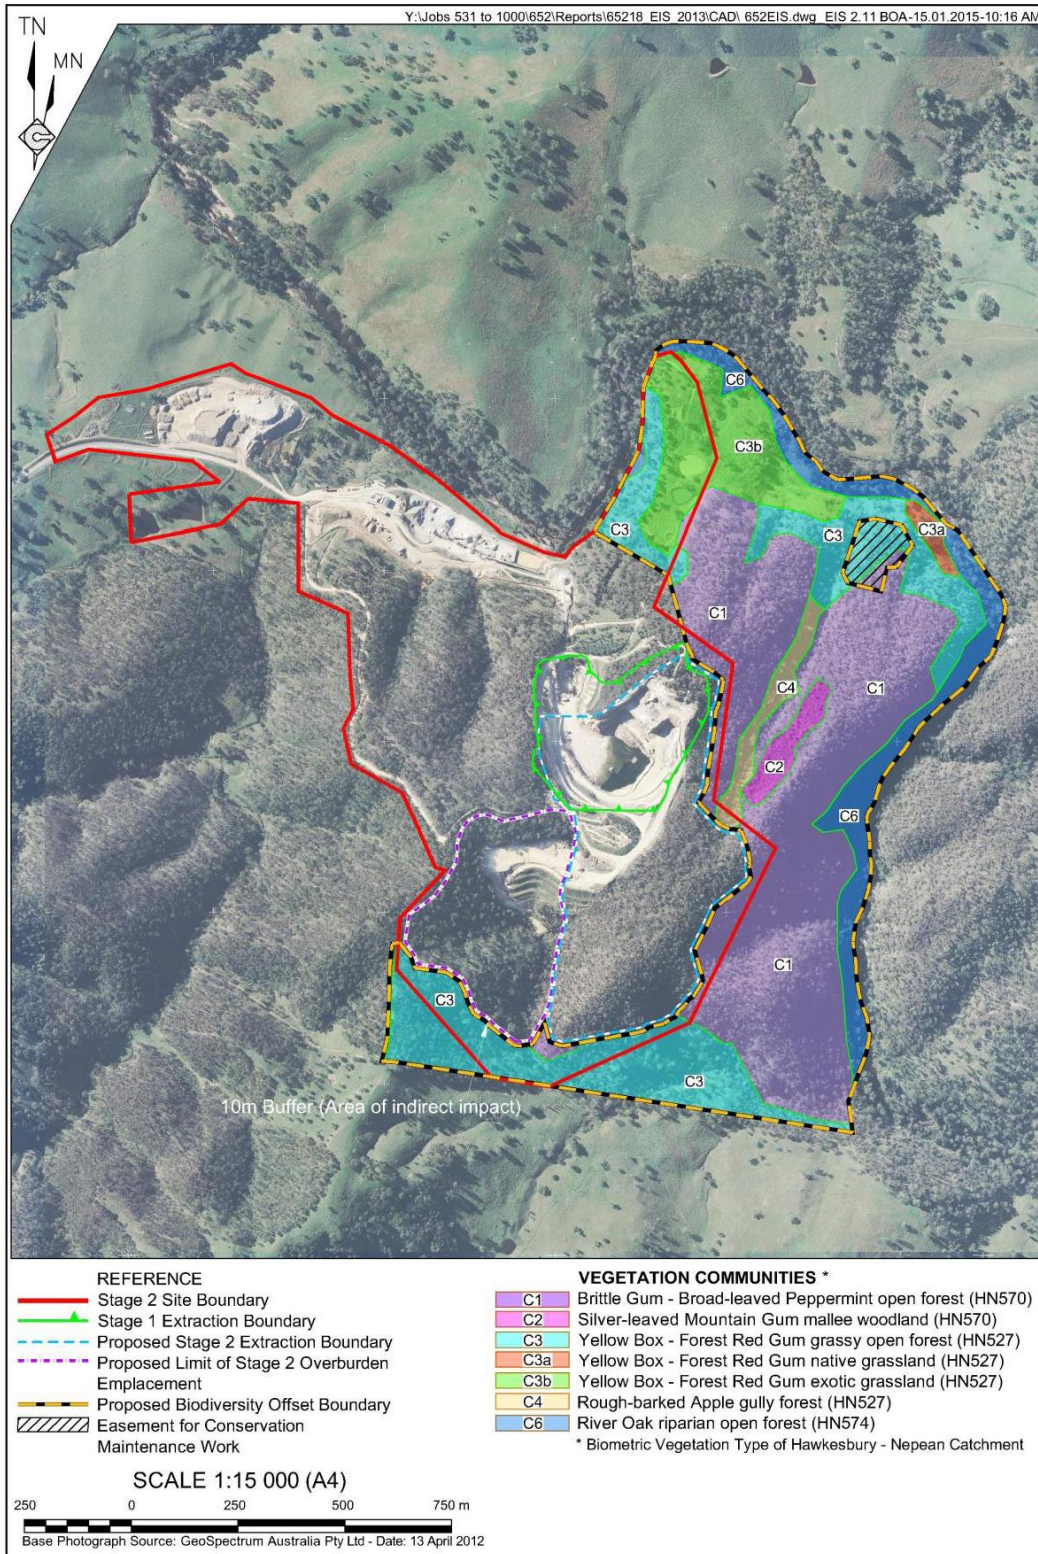 Y:\Jobs 531 to 1000\652\Reports\65218_EIS_2013\CAD\ 652EIS.dwg_EIS 2.11 BOA-15.01.2015-10:16 AM
TN
MN
C6
C3b
C3
C3
C3a
C1
C4
C1
C2
C6
C1
C3
C3
10m Buffer (Area of indirect impact)
REFERENCE
Stage 2 Site Boundary
Stage 1 Extraction Boundary
Proposed Stage 2 Extraction Boundary
Proposed Limit of Stage 2 Overburden
Emplacement
Proposed Biodiversity Offset Boundary
Easement for Conservation
Maintenance Work
VEGETATION COMMUNITIES *
C1 Brittle Gum - Broad-leaved Peppermint open forest (HN570)
C2 Silver-leaved Mountain Gum mallee woodland (HN570)
C3 Yellow Box - Forest Red Gum grassy open forest (HN527)
C3a Yellow Box - Forest Red Gum native grassland (HN527)
C3b Yellow Box - Forest Red Gum exotic grassland (HN527)
C4 Rough-barked Apple gully forest (HN527)
C6 River Oak riparian open forest (HN574)
* Biometric Vegetation Type of Hawkesbury - Nepean Catchment
SCALE 1:15 000 (A4)
250 0 250 500 750 m
Base Photograph Source: GeoSpectrum Australia Pty Ltd - Date: 13 April 2012